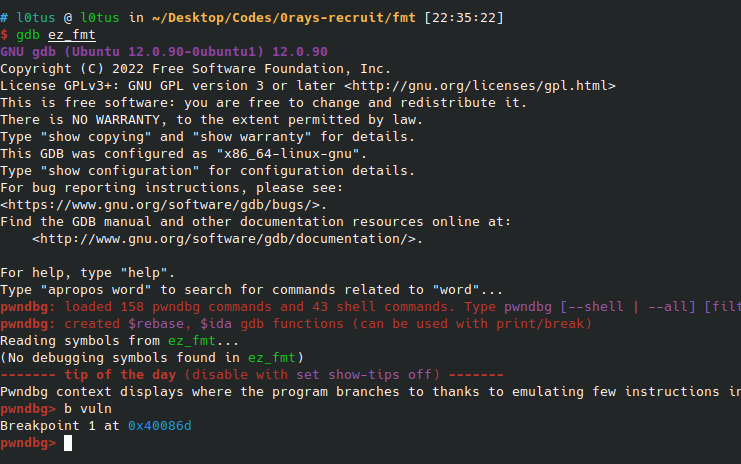 # l0tus @ l0tus in ~/Desktop/Codes/0rays-recruit/fmt [22:35:22]
$ gdb ez_fmt
GNU gdb (Ubuntu 12.0.90-0ubuntu1) 12.0.90
Copyright (C) 2022 Free Software Foundation, Inc.
License GPLv3+: GNU GPL version 3 or later <http://gnu.org/licenses/gpl.html>
This is free software: you are free to change and redistribute it.
There is NO WARRANTY, to the extent permitted by law.
Type "show copying" and "show warranty" for details.
This GDB was configured as "x86_64-linux-gnu".
Type "show configuration" for configuration details.
For bug reporting instructions, please see:
<https://www.gnu.org/software/gdb/bugs/>.
Find the GDB manual and other documentation resources online at:
    <http://www.gnu.org/software/gdb/documentation/>.
For help, type "help".
Type "apropos word" to search for commands related to "word"...
pwndbg: loaded 158 pwndbg commands and 43 shell commands. Type pwndbg [--shell | --all] [filt
pwndbg: created $rebase, $ida gdb functions (can be used with print/break)
Reading symbols from ez_fmt...
(No debugging symbols found in ez_fmt)
------- tip of the day (disable with set show-tips off) -------
Pwndbg context displays where the program branches to thanks to emulating few instructions in
pwndbg> b vuln
Breakpoint 1 at 0x40086d
pwndbg>